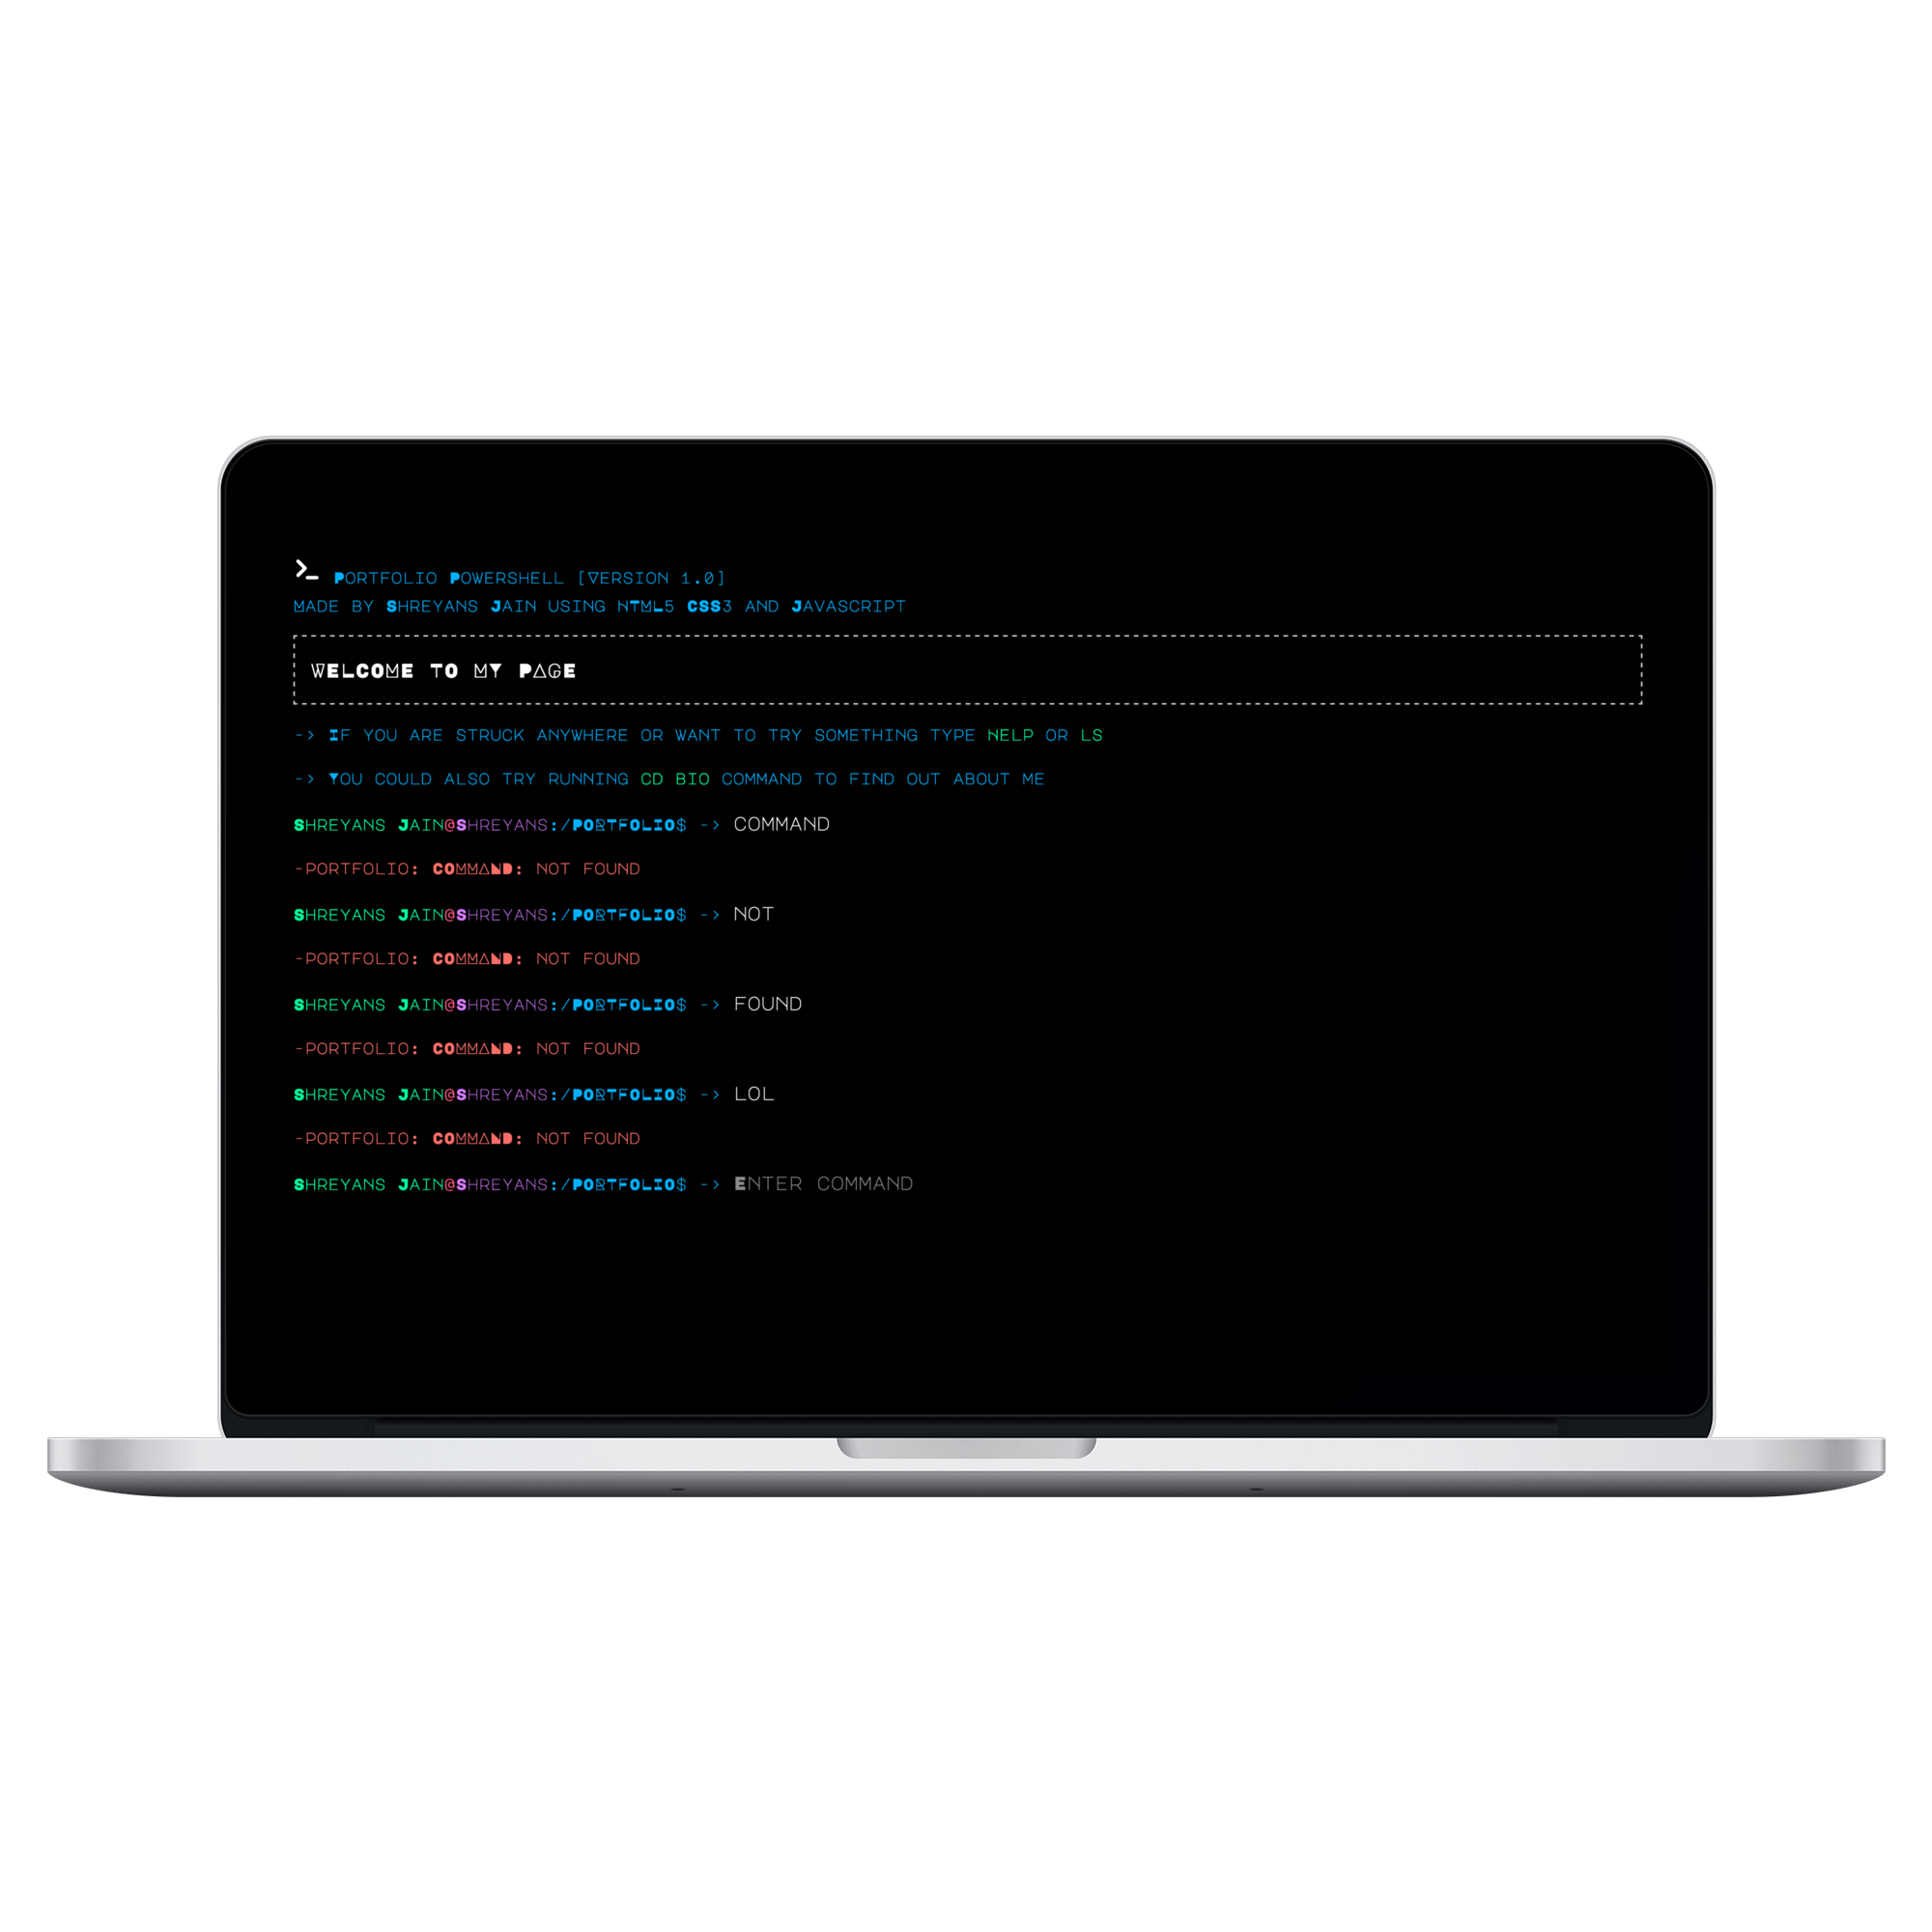 >_ Portfolio Powershell [Version 1.0]
Made by Shreyans Jain using HTML5 CSS3 and Javascript
Welcome to my Page
-> If you are struck anywhere or want to try something type help or ls
-> You could also try running cd bio command to find out about me
Shreyans Jain@Shreyans:/PORTFOLIO$ -> command
-portfolio: COMMAND: not found
Shreyans Jain@Shreyans:/PORTFOLIO$ -> not
-portfolio: COMMAND: not found
Shreyans Jain@Shreyans:/PORTFOLIO$ -> found
-portfolio: COMMAND: not found
Shreyans Jain@Shreyans:/PORTFOLIO$ -> lol
-portfolio: COMMAND: not found
Shreyans Jain@Shreyans:/PORTFOLIO$ -> Enter command